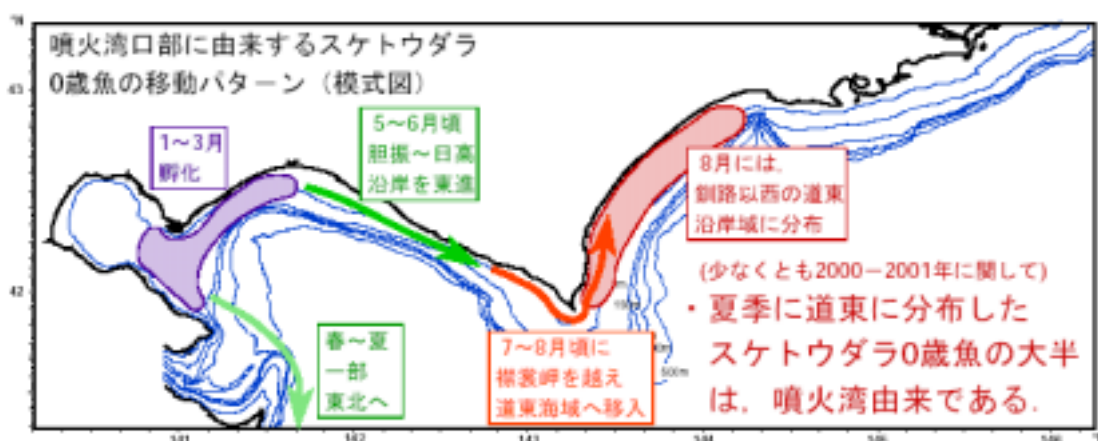 噴火湾口部に由来するスケトウダラ
0歳魚の移動パターン（模式図）
1～3月
孵化
5～6月頃
胆振～日高
沿岸を東進
8月には，
釧路以西の道東
沿岸域に分布
(少なくとも2000－2001年に関して)
・夏季に道東に分布した
スケトウダラ0歳魚の大半
は，噴火湾由来である．
春～夏
一部
東北へ
7～8月頃に
襟裳岬を越え
道東海域へ移入
500m
42
142
143